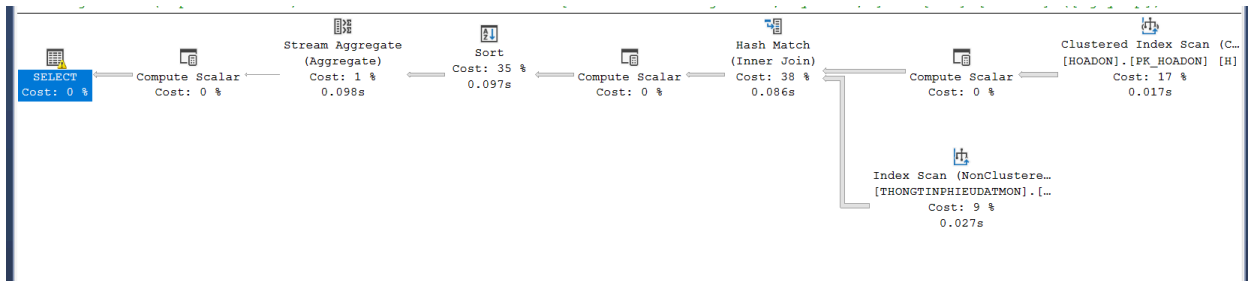 SELECT
Cost: 0 %
Compute Scalar
Cost: 0 %
Stream Aggregate
(Aggregate)
Cost: 1 %
0.098s
Sort
Cost: 35 %
0.097s
Compute Scalar
Cost: 0 %
Hash Match
(Inner Join)
Cost: 38 %
0.086s
Compute Scalar
Cost: 0 %
Clustered Index Scan (C…
[HOADON].[PK_HOADON] [H]
Cost: 17 %
0.017s
Index Scan (NonClustere…
[THONGTINPHIEUDATMON].[…
Cost: 9 %
0.027s